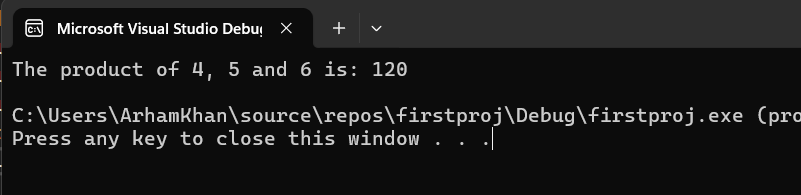 Microsoft Visual Studio Debug
The product of 4, 5 and 6 is: 120
C:\Users\ArhamKhan\source\repos\firstproj\Debug\firstproj.exe (pro
Press any key to close this window . . .